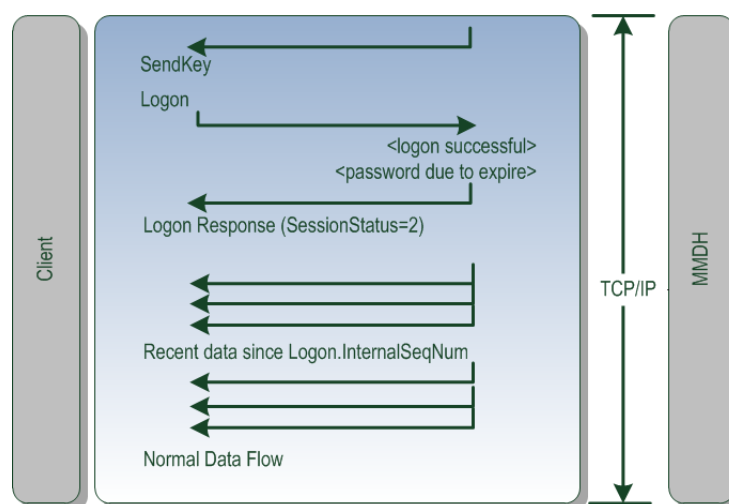 SendKey
Logon
<logon successful>
<password due to expire>
Logon Response (SessionStatus=2)
Client
TCP/IP
MMDH
Recent data since Logon.InternalSeqNum
Normal Data Flow